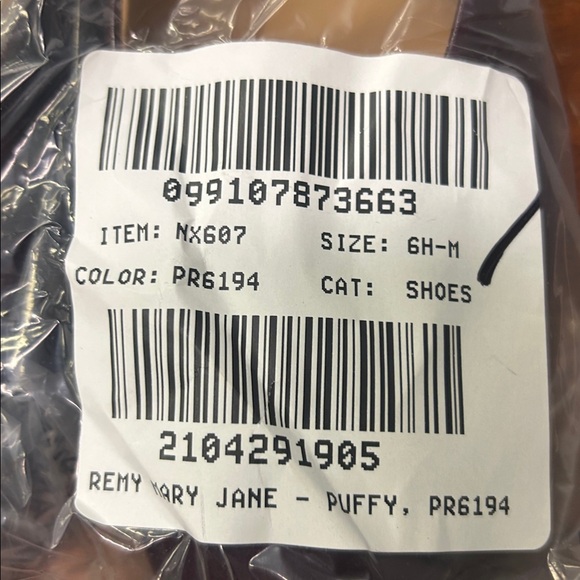 099107873663
ITEM: NX607 SIZE: 6H-M
COLOR: PR6194 CAT: SHOES
2104291905
REMY MARY JANE - PUFFY, PR6194